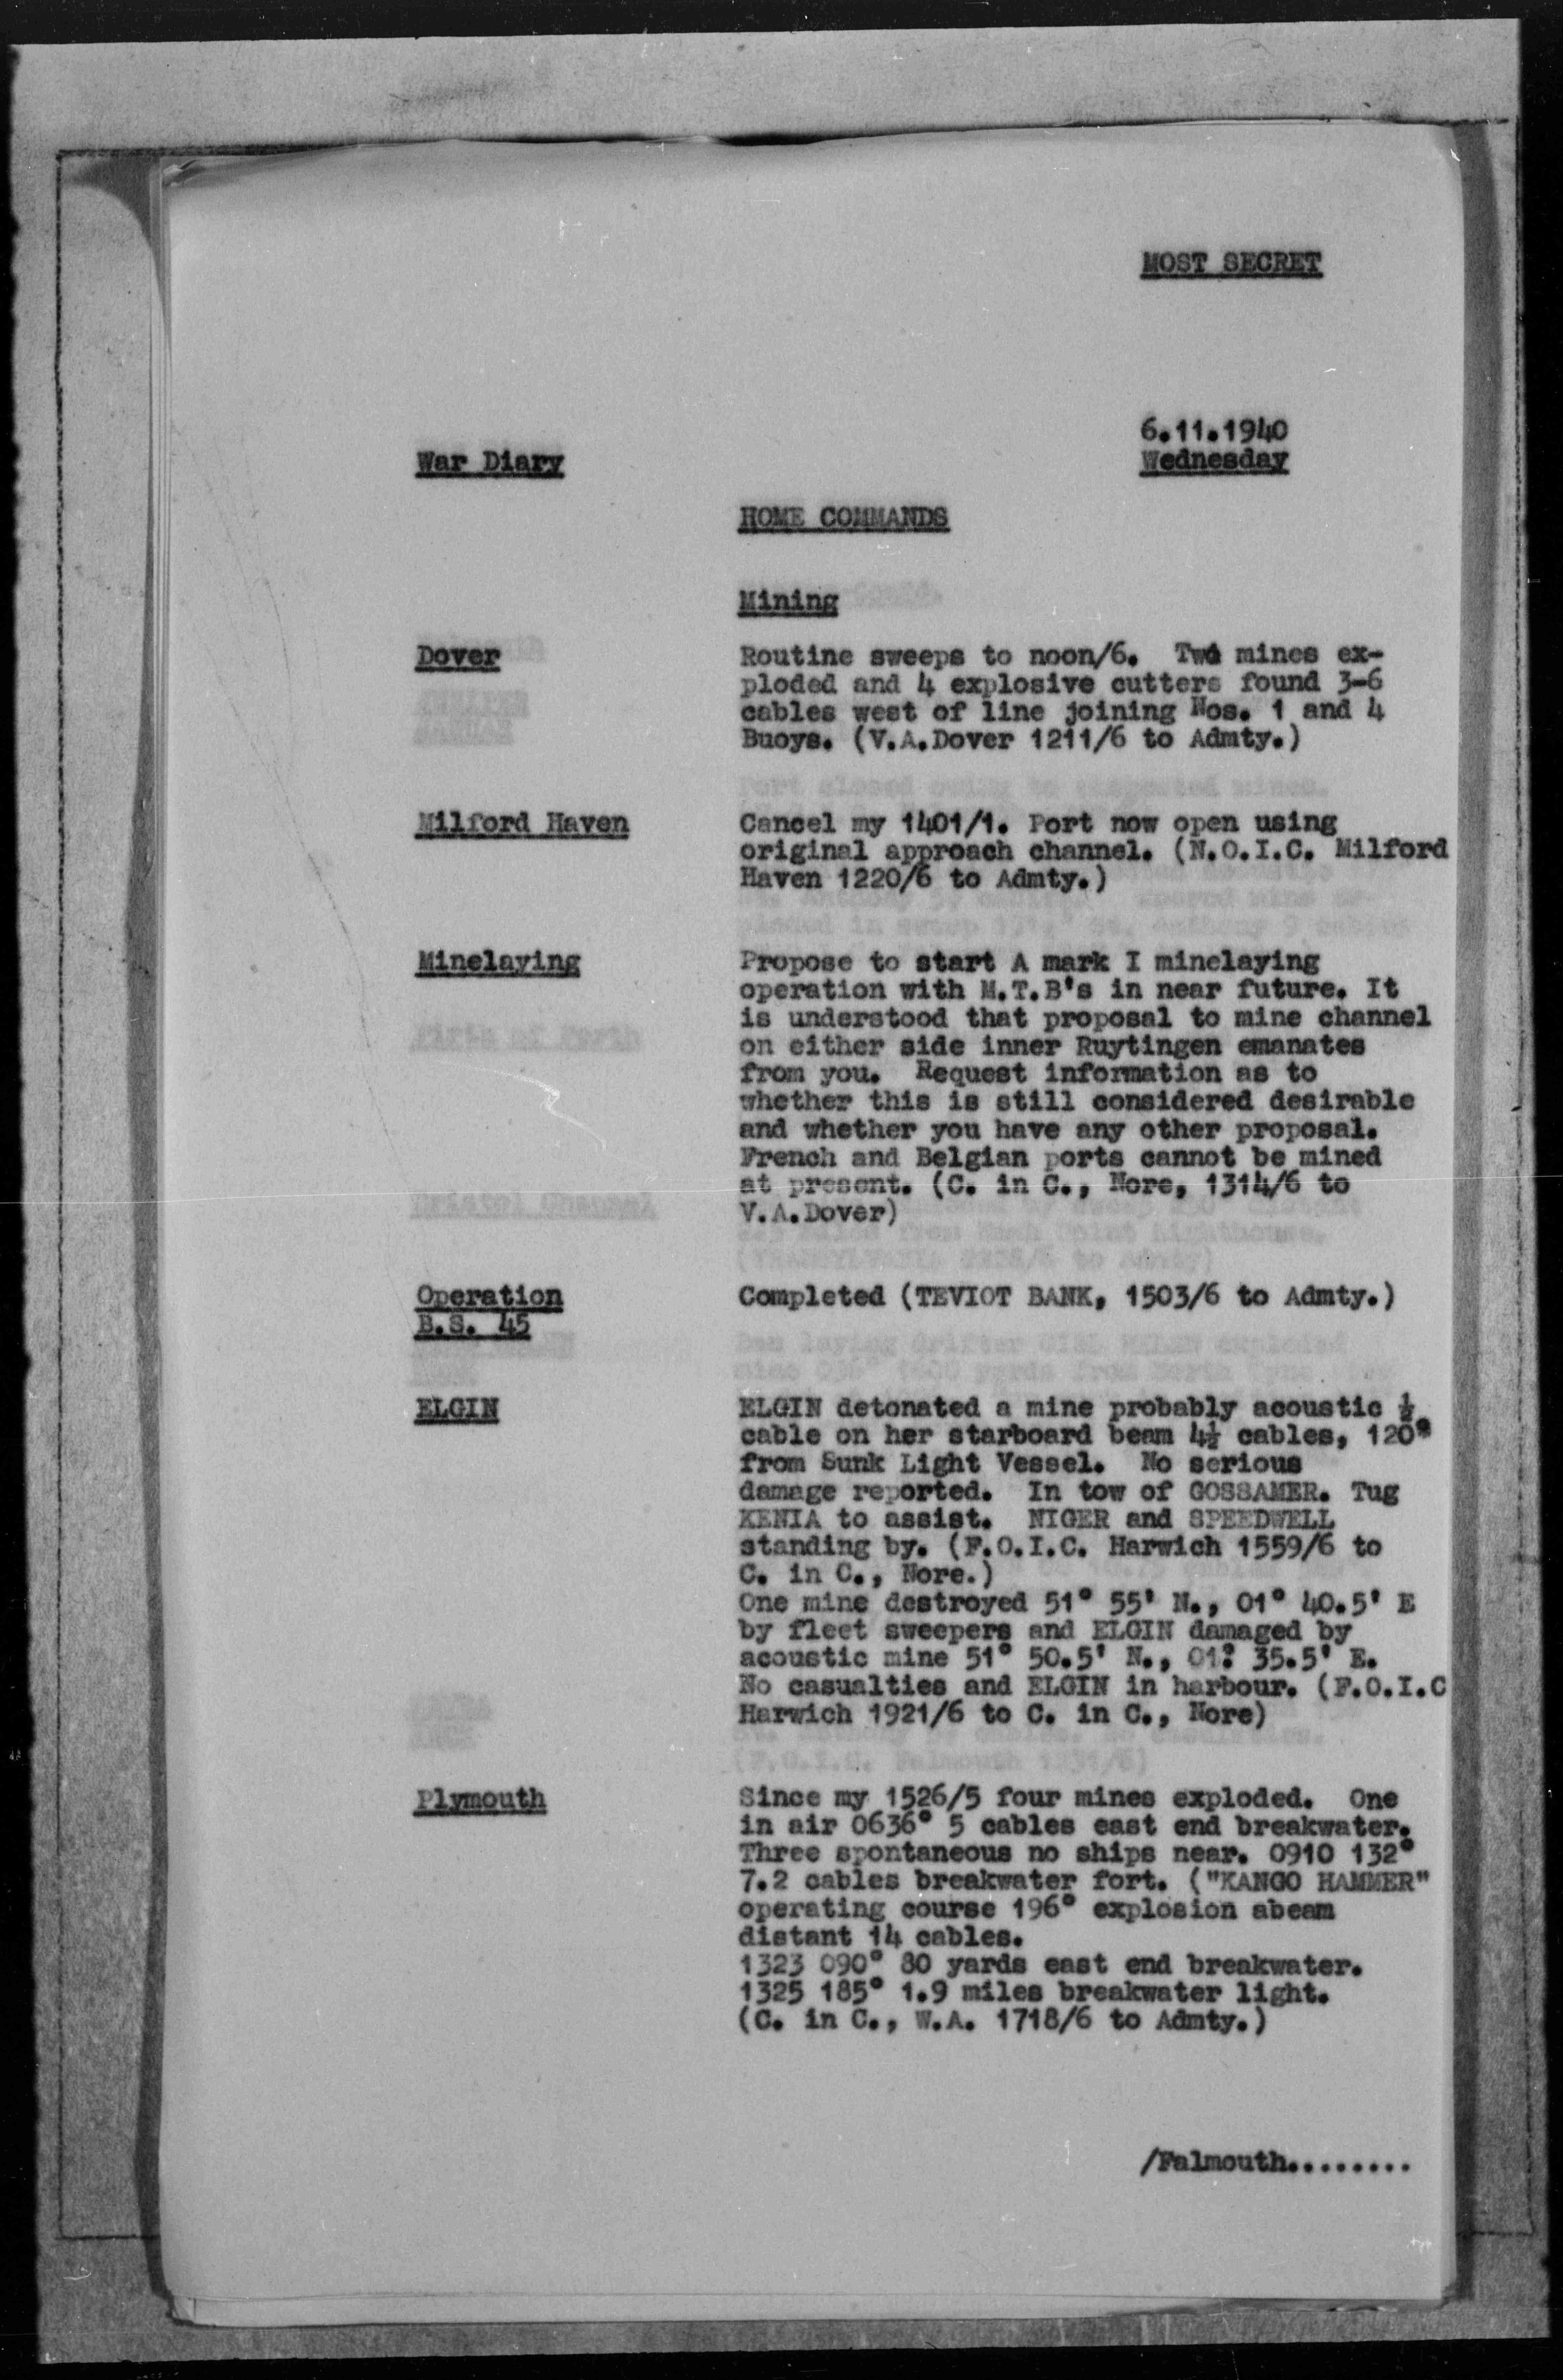 MOST SECRET
6.11.1940
War Diary
Wednesday
HOME COMMANDS
Mining
Dover
Routine sweeps to noon/6. Two mines ex-
ploded and 4 explosive cutters found 3-6
cables west of line joining Nos. 1 and 4
Buoys. (V.A.Dover 1211/6 to Admty.)
Milford Haven
Cancel my 1401/1. Port now open using
original approach channel. (N.O.I.C. Milford
Haven 1220/6 to Admty.)
Minelaying
Propose to start A mark I minelaying
operation with M.T.B's in near future. It
is understood that proposal to mine channel
on either side inner Ruytingen emanates
from you. Request information as to
whether this is still considered desirable
and whether you have any other proposal.
French and Belgian ports cannot be mined
at present. (C. in C., Nore, 1314/6 to
V.A.Dover)
Operation
B.S. 45
Completed (TEVIOT BANK, 1503/6 to Admty.)
ELGIN
ELGIN detonated a mine probably acoustic ½
cable on her starboard beam 4½ cables, 120°
from Sunk Light Vessel. No serious
damage reported. In tow of GOSSAMER. Tug
KENIA to assist. NIGER and SPEEDWELL
standing by. (F.O.I.C. Harwich 1559/6 to
C. in C., Nore.)
One mine destroyed 51° 55' N., 01° 40.5' E
by fleet sweepers and ELGIN damaged by
acoustic mine 51° 50.5' N., 01: 35.5' E.
No casualties and ELGIN in harbour. (F.O.I.C
Harwich 1921/6 to C. in C., Nore)
Plymouth
Since my 1526/5 four mines exploded. One
in air 0636° 5 cables east end breakwater.
Three spontaneous no ships near. 0910 132°
7.2 cables breakwater fort. ("KANGO HAMMER"
operating course 196° explosion abeam
distant 14 cables.
1323 090° 80 yards east end breakwater.
1325 185° 1.9 miles breakwater light.
(C. in C., W.A. 1718/6 to Admty.)
/Falmouth.........